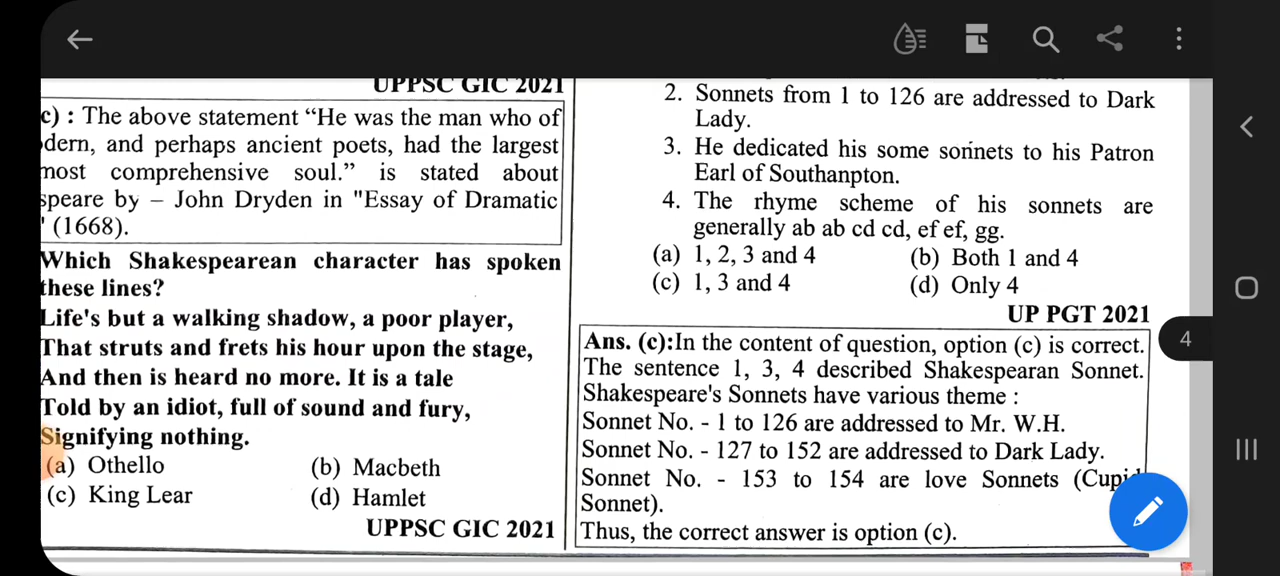 UPPSC GIC 2021
c) : The above statement “He was the man who of
dern, and perhaps ancient poets, had the largest
most comprehensive soul.” is stated about
speare by – John Dryden in "Essay of Dramatic
' (1668).
Which Shakespearean character has spoken
these lines?
Life's but a walking shadow, a poor player,
That struts and frets his hour upon the stage,
And then is heard no more. It is a tale
Told by an idiot, full of sound and fury,
Signifying nothing.
(a) Othello (b) Macbeth
(c) King Lear (d) Hamlet
UPPSC GIC 2021
2. Sonnets from 1 to 126 are addressed to Dark
Lady.
3. He dedicated his some sonnets to his Patron
Earl of Southanpton.
4. The rhyme scheme of his sonnets are
generally ab ab cd cd, ef ef, gg.
(a) 1, 2, 3 and 4 (b) Both 1 and 4
(c) 1, 3 and 4 (d) Only 4
UP PGT 2021
Ans. (c):In the content of question, option (c) is correct.
The sentence 1, 3, 4 described Shakespearan Sonnet.
Shakespeare's Sonnets have various theme :
Sonnet No. - 1 to 126 are addressed to Mr. W.H.
Sonnet No. - 127 to 152 are addressed to Dark Lady.
Sonnet No. - 153 to 154 are love Sonnets (Cupid
Sonnet).
Thus, the correct answer is option (c).
4